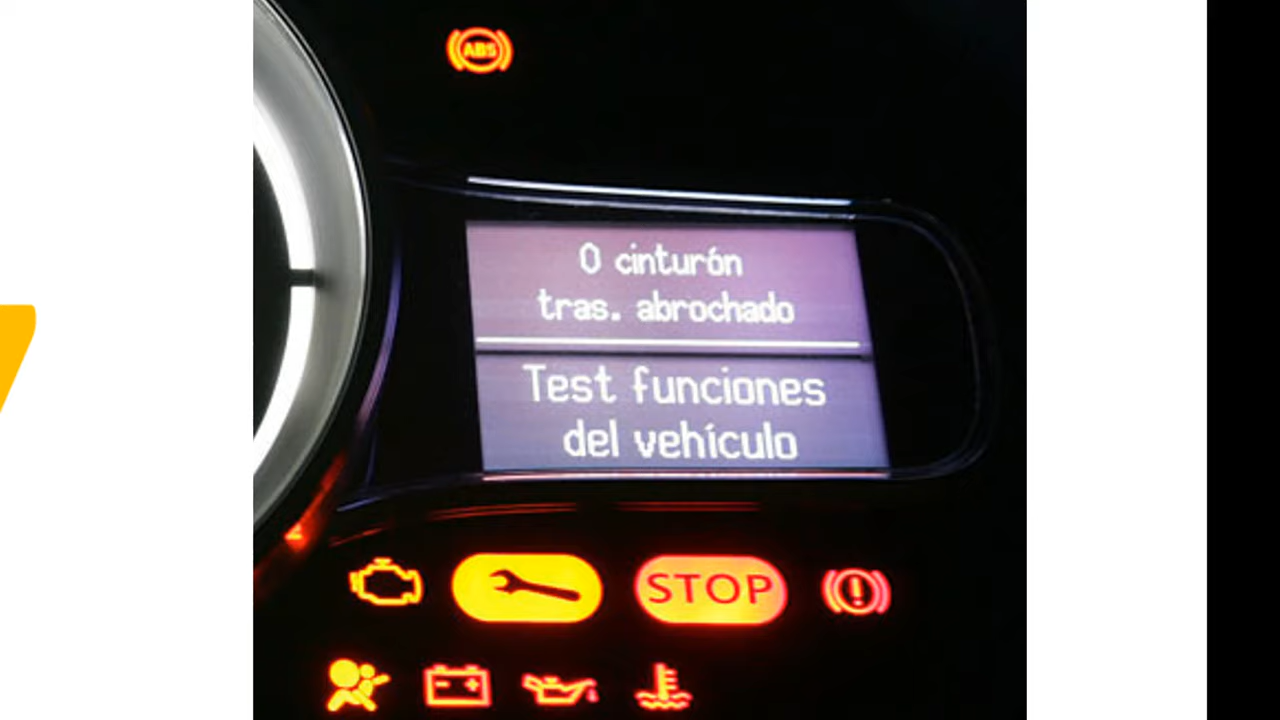 ABS
0 cinturón
tras. abrochado
Test funciones
del vehículo
STOP